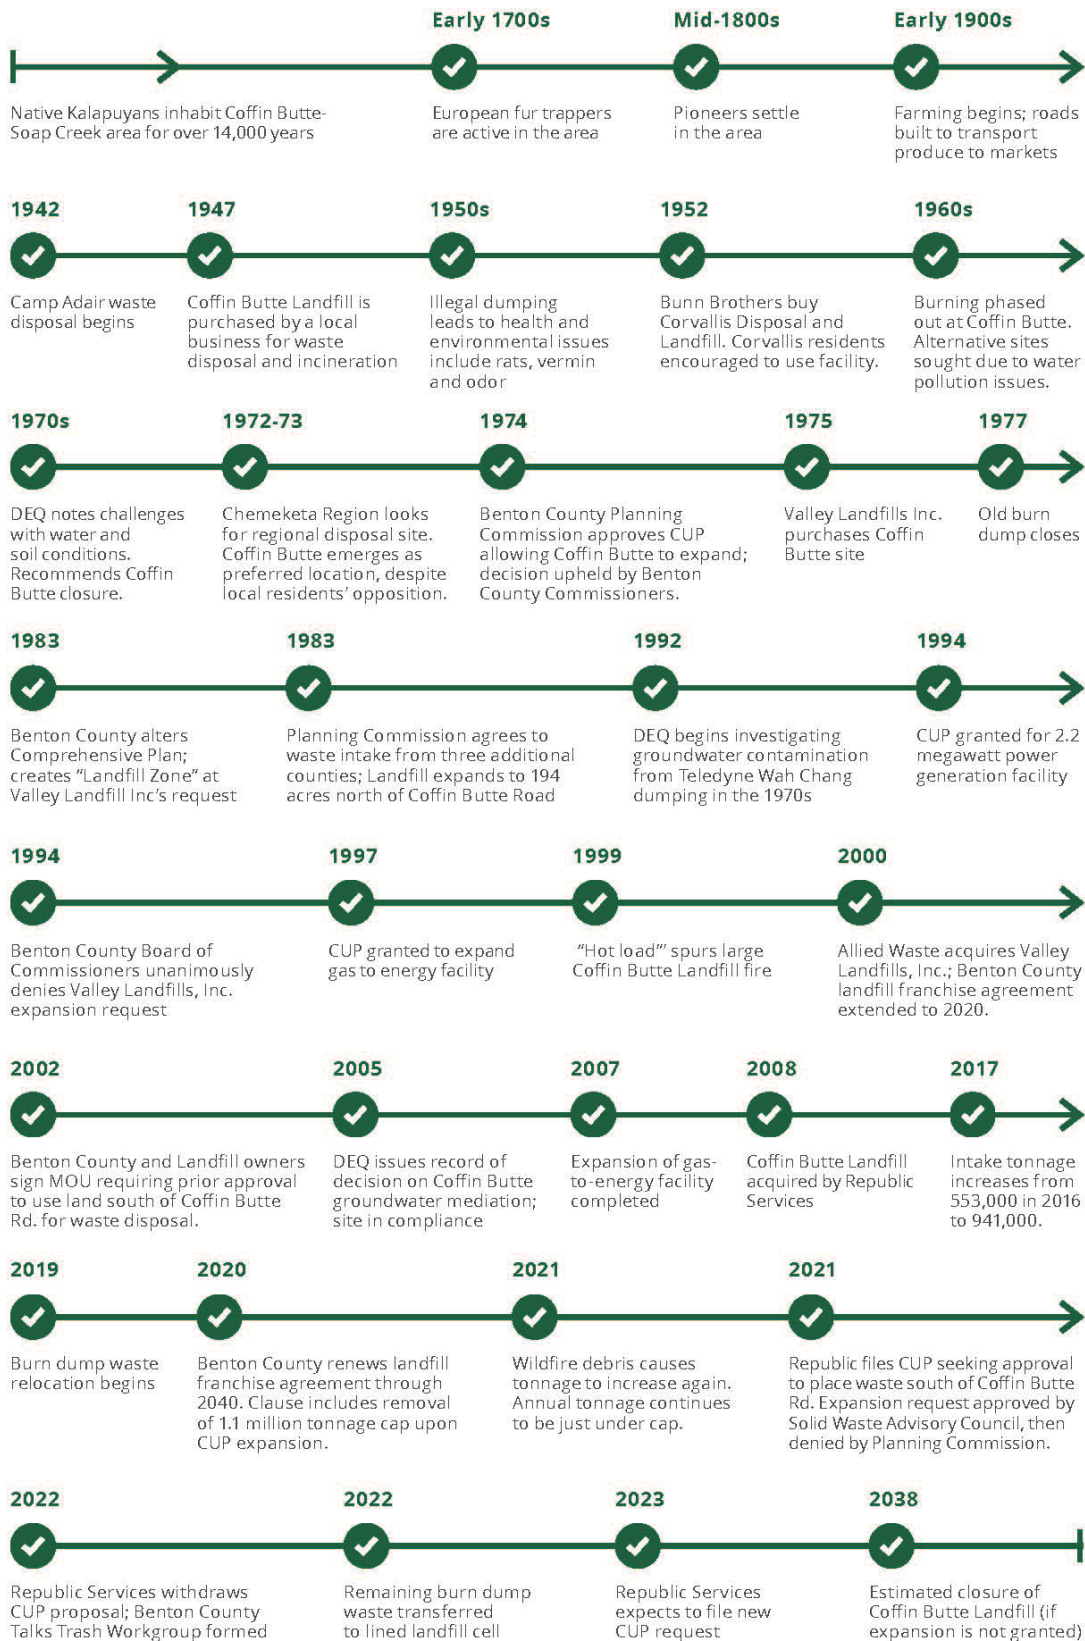 Early 1700s
Mid-1800s
Early 1900s
Native Kalapuyans inhabit Coffin Butte-
Soap Creek area for over 14,000 years
European fur trappers
are active in the area
Pioneers settle
in the area
Farming begins; roads
built to transport
produce to markets
1942
1947
1950s
1952
1960s
Camp Adair waste
disposal begins
Coffin Butte Landfill is
purchased by a local
business for waste
disposal and incineration
Illegal dumping
leads to health and
environmental issues
include rats, vermin
and odor
Bunn Brothers buy
Corvallis Disposal and
Landfill. Corvallis residents
encouraged to use facility.
Burning phased
out at Coffin Butte.
Alternative sites
sought due to water
pollution issues.
1970s
1972-73
1974
1975
1977
DEQ notes challenges
with water and
soil conditions.
Recommends Coffin
Butte closure.
Chemeketa Region looks
for regional disposal site.
Coffin Butte emerges as
preferred location, despite
local residents' opposition.
Benton County Planning
Commission approves CUP
allowing Coffin Butte to expand;
decision upheld by Benton
County Commissioners.
Valley Landfills Inc.
purchases Coffin
Butte site
Old burn
dump closes
1983
1983
1992
1994
Benton County alters
Comprehensive Plan;
creates “Landfill Zone” at
Valley Landfill Inc's request
Planning Commission agrees to
waste intake from three additional
counties; Landfill expands to 194
acres north of Coffin Butte Road
DEQ begins investigating
groundwater contamination
from Teledyne Wah Chang
dumping in the 1970s
CUP granted for 2.2
megawatt power
generation facility
1994
1997
1999
2000
Benton County Board of
Commissioners unanimously
denies Valley Landfills, Inc.
expansion request
CUP granted to expand
gas to energy facility
“Hot load”’ spurs large
Coffin Butte Landfill fire
Allied Waste acquires Valley
Landfills, Inc.; Benton County
landfill franchise agreement
extended to 2020.
2002
2005
2007
2008
2017
Benton County and Landfill owners
sign MOU requiring prior approval
to use land south of Coffin Butte
Rd. for waste disposal.
DEQ issues record of
decision on Coffin Butte
groundwater mediation;
site in compliance
Expansion of gas-
to-energy facility
completed
Coffin Butte Landfill
acquired by Republic
Services
Intake tonnage
increases from
553,000 in 2016
to 941,000.
2019
2020
2021
2021
Burn dump waste
relocation begins
Benton County renews landfill
franchise agreement through
2040. Clause includes removal
of 1.1 million tonnage cap upon
CUP expansion.
Wildfire debris causes
tonnage to increase again.
Annual tonnage continues
to be just under cap.
Republic files CUP seeking approval
to place waste south of Coffin Butte
Rd. Expansion request approved by
Solid Waste Advisory Council, then
denied by Planning Commission.
2022
2022
2023
2038
Republic Services withdraws
CUP proposal; Benton County
Talks Trash Workgroup formed
Remaining burn dump
waste transferred
to lined landfill cell
Republic Services
expects to file new
CUP request
Estimated closure of
Coffin Butte Landfill (if
expansion is not granted)